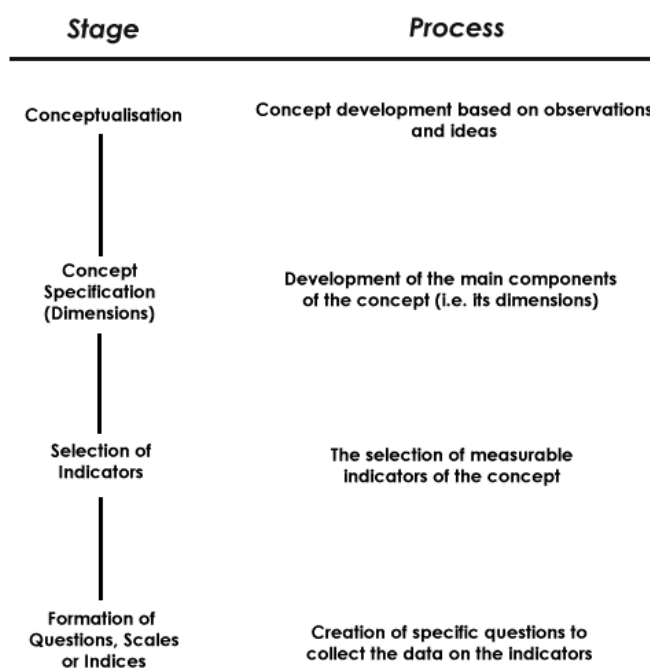 Stage
Process
Conceptualisation
Concept development based on observations
and ideas
Concept
Specification
(Dimensions)
Development of the main components
of the concept (i.e. its dimensions)
Selection of
Indicators
The selection of measurable
indicators of the concept
Formation of
Questions, Scales
or Indices
Creation of specific questions to
collect the data on the indicators